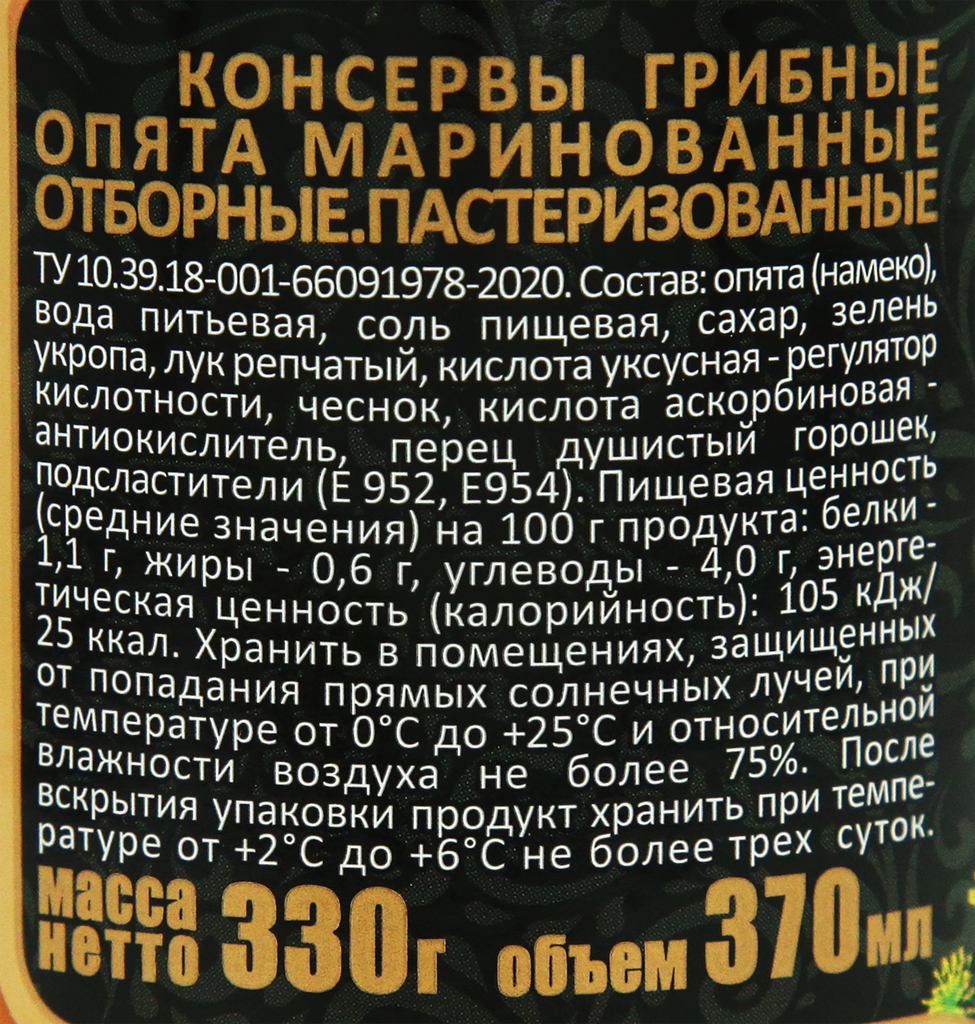 КОНСЕРВЫ ГРИБНЫЕ
ОПЯТА МАРИНОВАННЫЕ
ОТБОРНЫЕ.ПАСТЕРИЗОВАННЫЕ
ТУ 10.39.18-001-66091978-2020. Состав: опята (намеко),
вода питьевая, соль пищевая, сахар, зелень
укропа, лук репчатый, кислота уксусная - регулятор
кислотности, чеснок, кислота аскорбиновая -
антиокислитель, перец душистый горошек,
подсластители (Е 952, Е954). Пищевая ценность
(средние значения) на 100 г продукта: белки -
1,1 г, жиры - 0,6 г, углеводы - 4,0 г, энерге-
тическая ценность (калорийность): 105 кДж/
25 ккал. Хранить в помещениях, защищенных
от попадания прямых солнечных лучей, при
температуре от 0°С до +25°С и относительной
влажности воздуха не более 75%. После
вскрытия упаковки продукт хранить при темпе-
ратуре от +2°С до +6°С не более трех суток.
масса нетто 330г объем 370мл